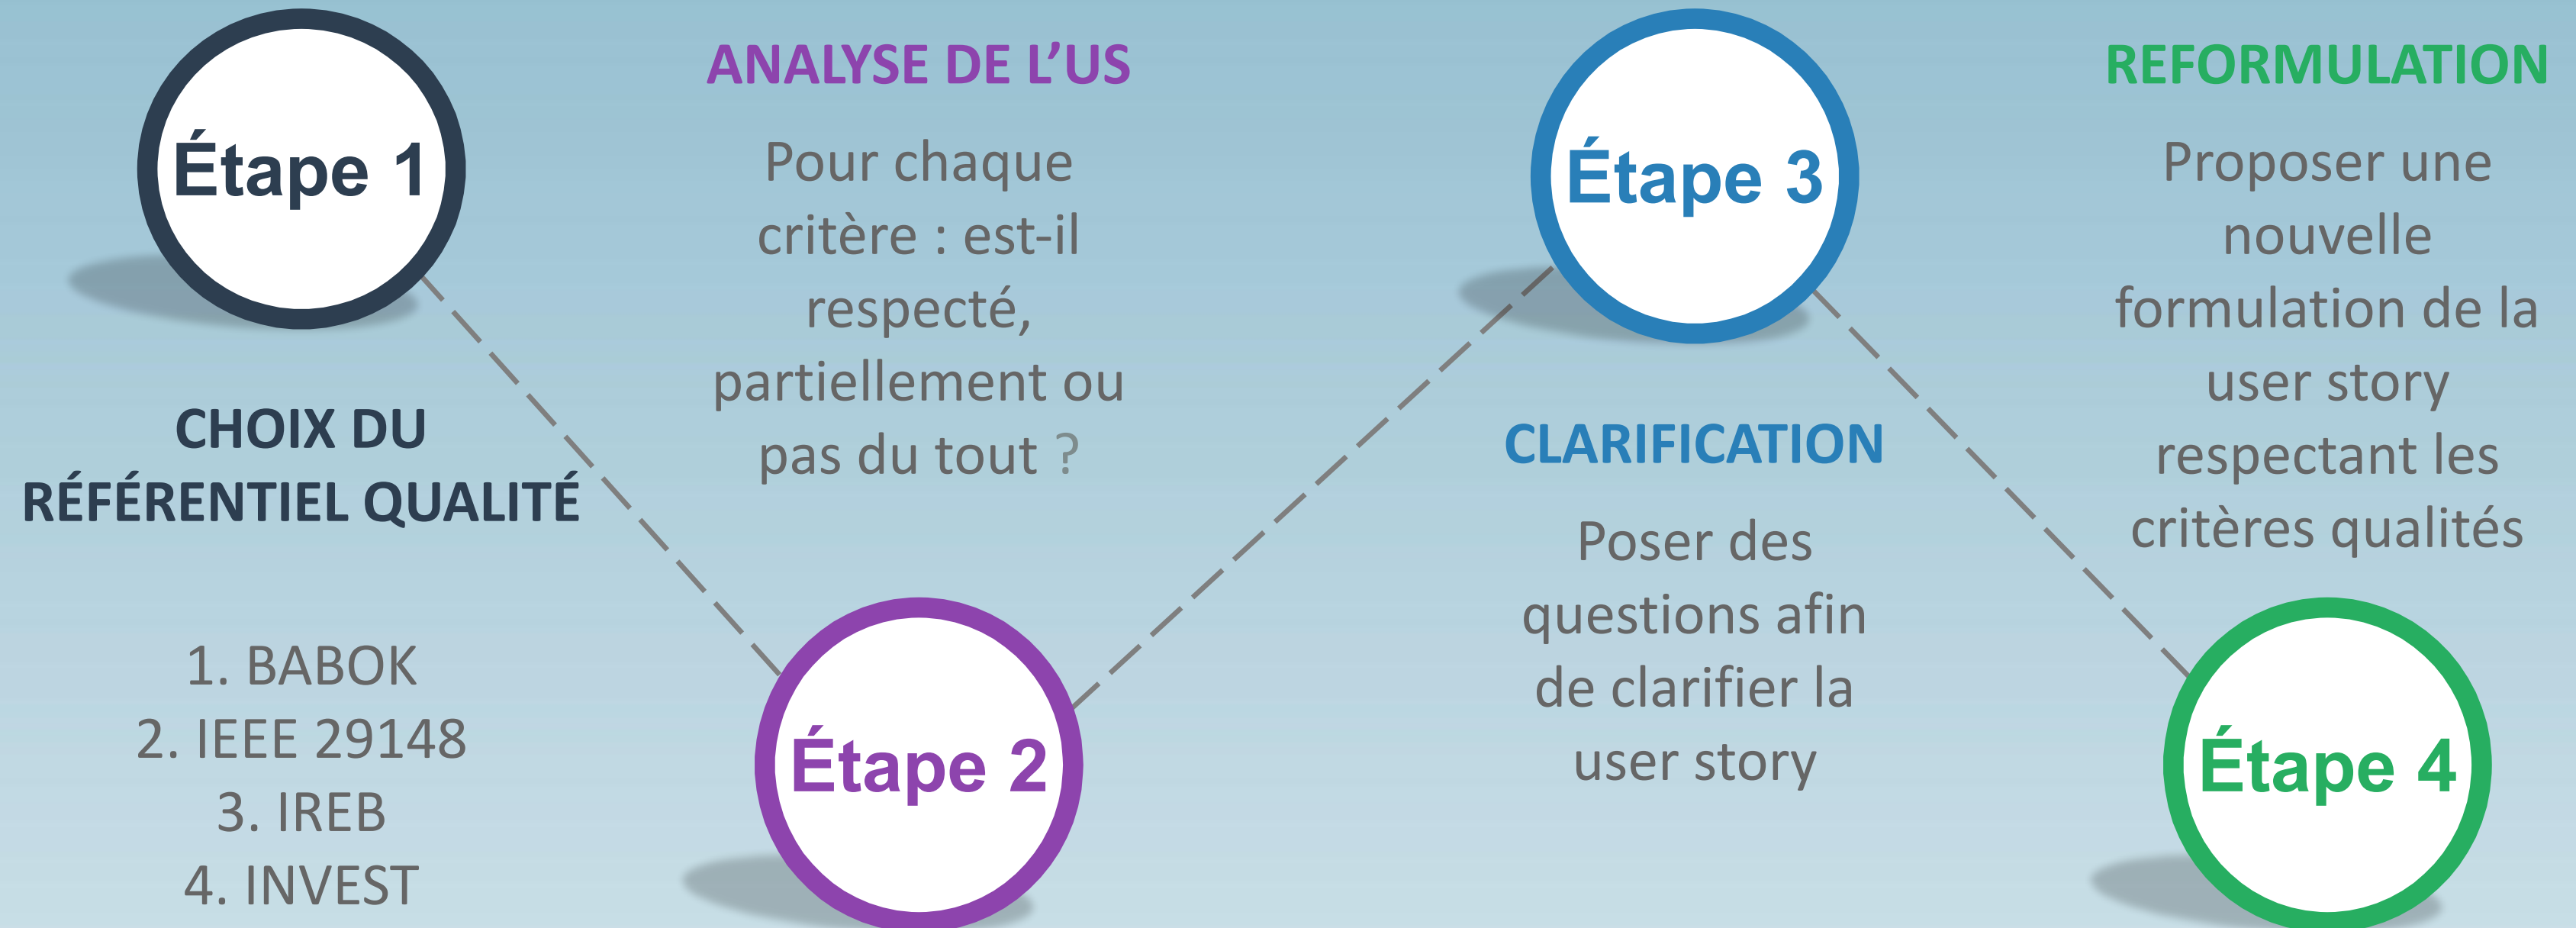 Étape 1
CHOIX DU
RÉFÉRENTIEL QUALITÉ
1. BABOK
2. IEEE 29148
3. IREB
4. INVEST
ANALYSE DE L’US
Pour chaque
critère : est-il
respecté,
partiellement ou
pas du tout ?
Étape 2
Étape 3
CLARIFICATION
Poser des
questions afin
de clarifier la
user story
REFORMULATION
Proposer une
nouvelle
formulation de la
user story
respectant les
critères qualités
Étape 4